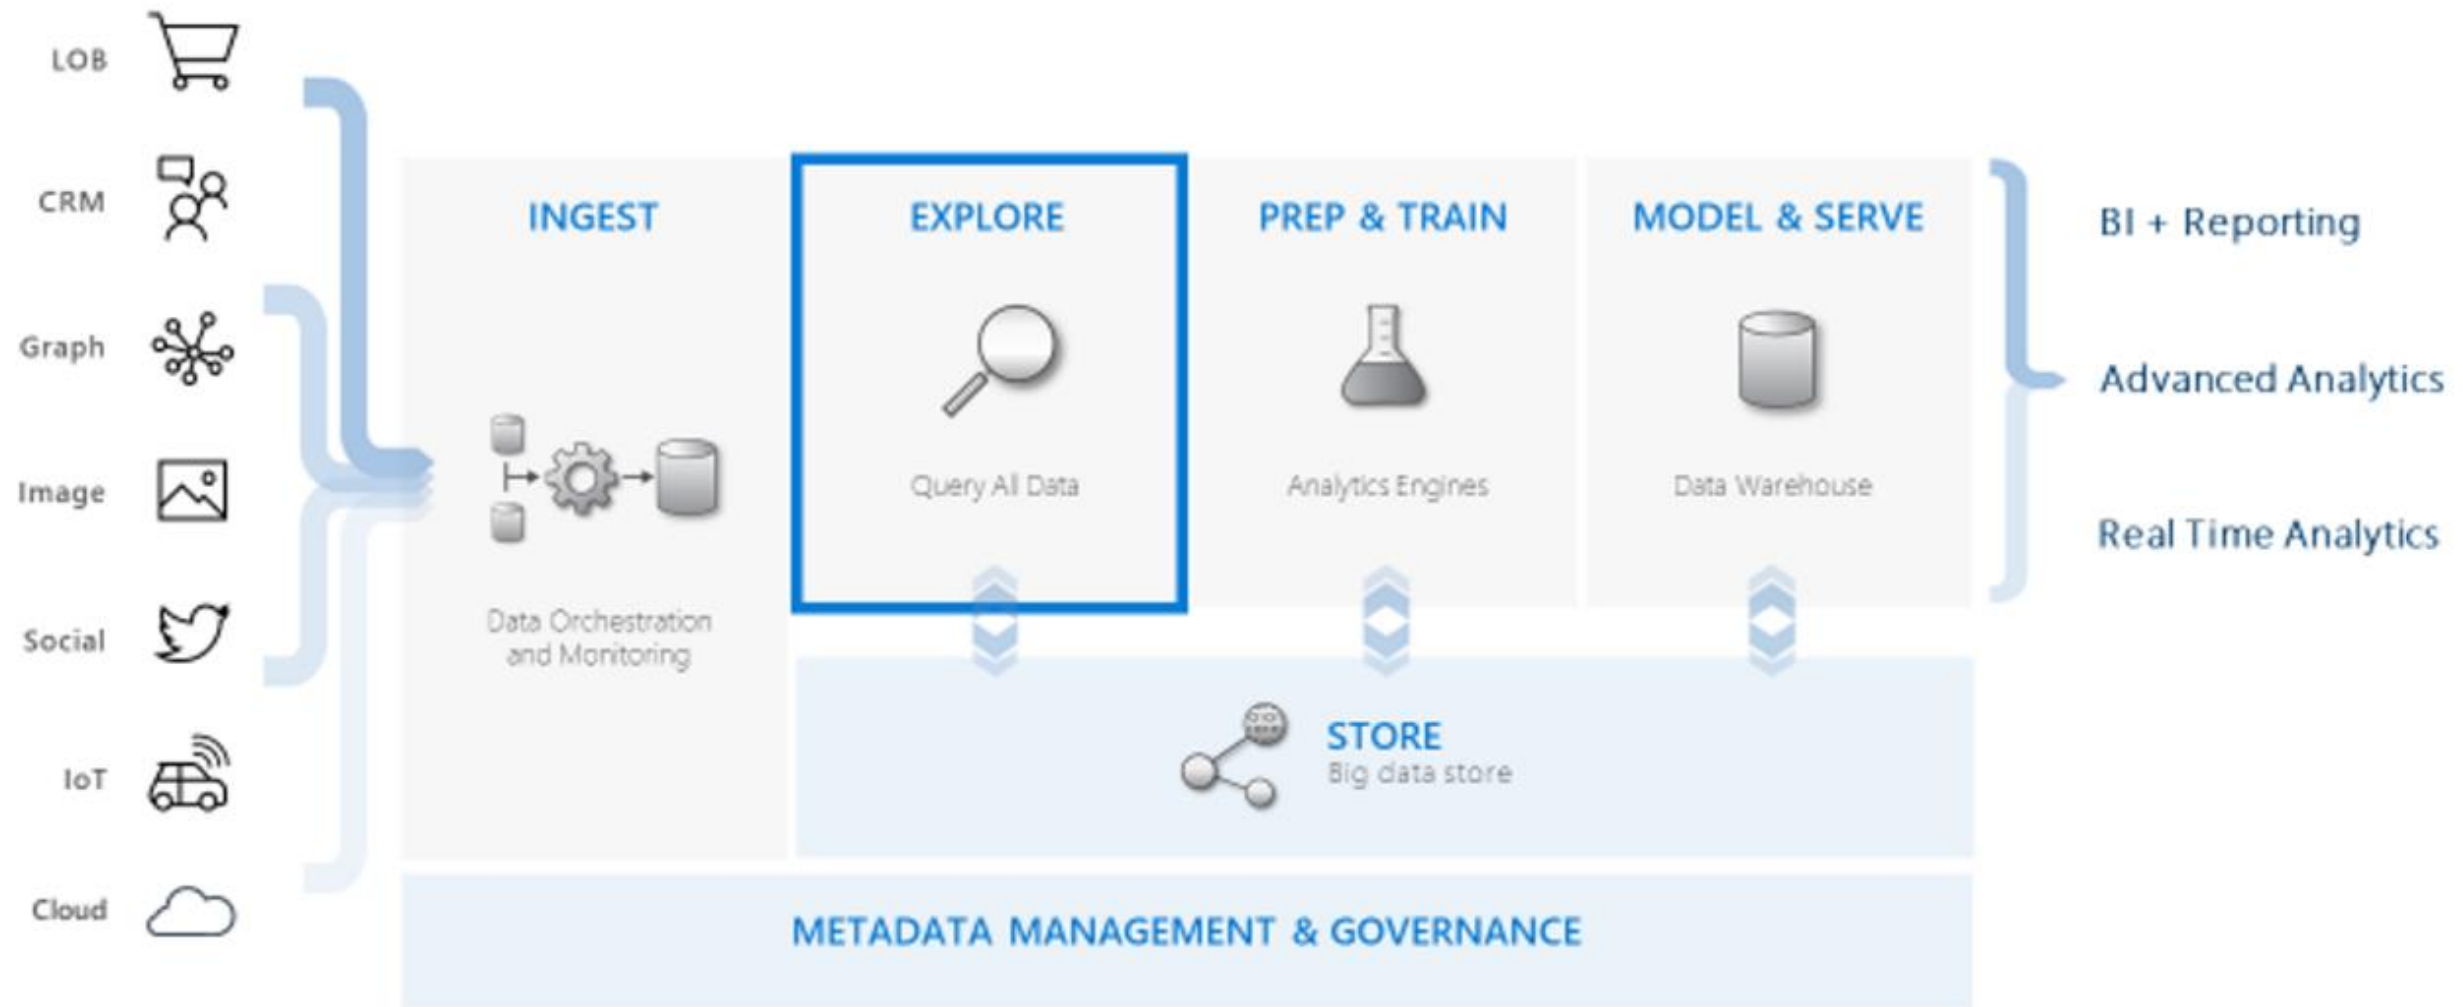 LOB
CRM
Graph
Image
Social
IoT
Cloud
INGEST
Data Orchestration
and Monitoring
EXPLORE
Query All Data
PREP & TRAIN
Analytics Engines
MODEL & SERVE
Data Warehouse
STORE
Big data store
METADATA MANAGEMENT & GOVERNANCE
BI + Reporting
Advanced Analytics
Real Time Analytics